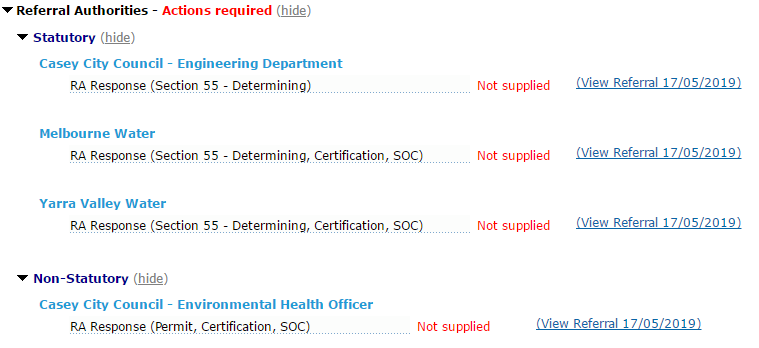 Referral Authorities - Actions required (hide)
Statutory (hide)
Casey City Council - Engineering Department
RA Response (Section 55 - Determining) Not supplied (View Referral 17/05/2019)
Melbourne Water
RA Response (Section 55 - Determining, Certification, SOC) Not supplied (View Referral 17/05/2019)
Yarra Valley Water
RA Response (Section 55 - Determining, Certification, SOC) Not supplied (View Referral 17/05/2019)
Non-Statutory (hide)
Casey City Council - Environmental Health Officer
RA Response (Permit, Certification, SOC) Not supplied (View Referral 17/05/2019)